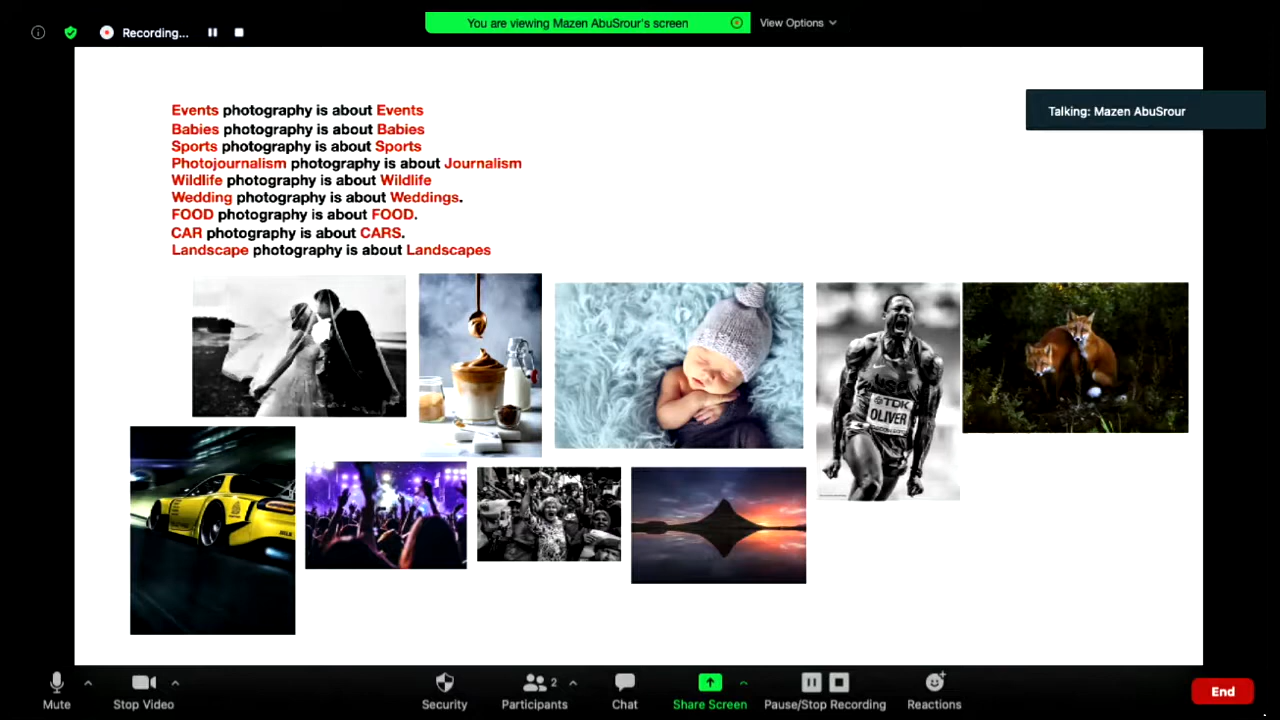 You are viewing Mazen AbuSrour's screen
View Options
Recording...
Talking: Mazen AbuSrour
Events photography is about Events
Babies photography is about Babies
Sports photography is about Sports
Photojournalism photography is about Journalism
Wildlife photography is about Wildlife
Wedding photography is about Weddings.
FOOD photography is about FOOD.
CAR photography is about CARS.
Landscape photography is about Landscapes
TDK
OLIVER
Mute
Stop Video
Security
Participants
2
Chat
Share Screen
Pause/Stop Recording
Reactions
End